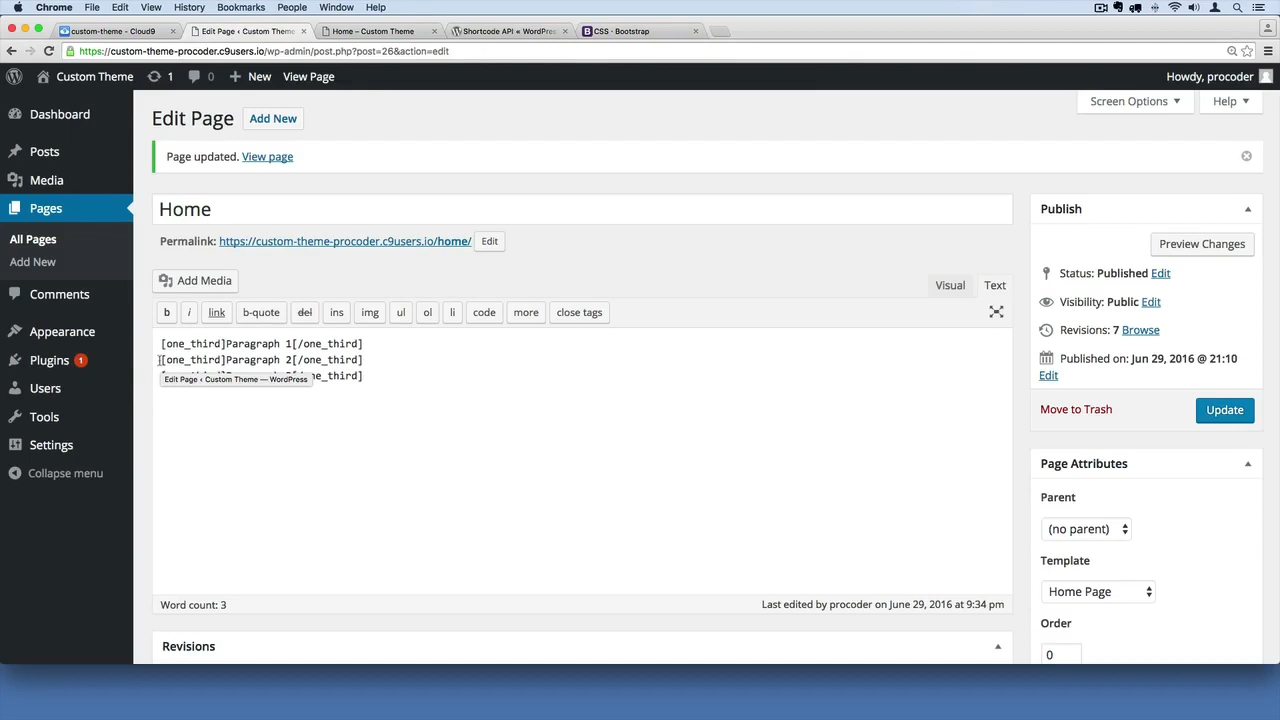 Chrome File Edit View History Bookmarks People Window Help
custom-theme - Cloud9
Edit Page ‹ Custom Theme
Home – Custom Theme
Shortcode API « WordPres
CSS · Bootstrap
https://custom-theme-procoder.c9users.io/wp-admin/post.php?post=26&action=edit
Custom Theme 1 0 New View Page Howdy, procoder
Screen Options Help
Dashboard
Posts
Media
Pages
All Pages
Add New
Comments
Appearance
Plugins 1
Users
Tools
Settings
Collapse menu
Edit Page Add New
Page updated. View page
Home
Permalink: https://custom-theme-procoder.c9users.io/home/ Edit
Add Media
Visual Text
b i link b-quote del ins img ul ol li code more close tags
[one_third]Paragraph 1[/one_third]
[one_third]Paragraph 2[/one_third]
Edit Page ‹ Custom Theme — WordPress
one_third]
Word count: 3
Last edited by procoder on June 29, 2016 at 9:34 pm
Revisions
Publish
Preview Changes
Status: Published Edit
Visibility: Public Edit
Revisions: 7 Browse
Published on: Jun 29, 2016 @ 21:10
Edit
Move to Trash Update
Page Attributes
Parent
(no parent)
Template
Home Page
Order
0